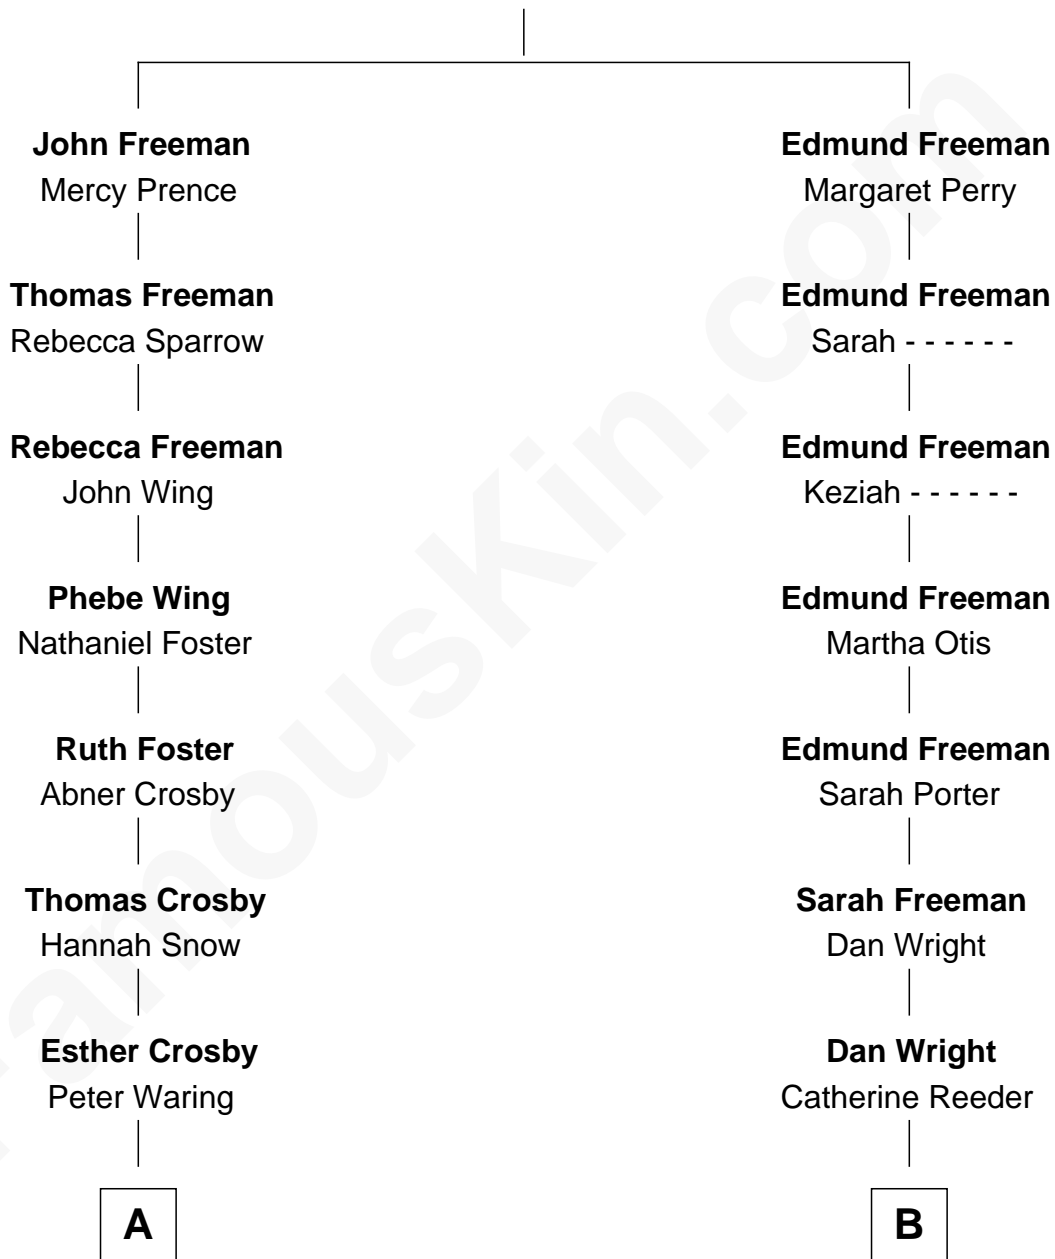 John Freeman
Mercy Prence
Thomas Freeman
Rebecca Sparrow
Rebecca Freeman
John Wing
Phebe Wing
Nathaniel Foster
Ruth Foster
Abner Crosby
Thomas Crosby
Hannah Snow
Esther Crosby
Peter Waring
A
Edmund Freeman
Margaret Perry
Edmund Freeman
Sarah - - - - - -
Edmund Freeman
Keziah - - - - - -
Edmund Freeman
Martha Otis
Edmund Freeman
Sarah Porter
Sarah Freeman
Dan Wright
Dan Wright
Catherine Reeder
B
FamousKin.com